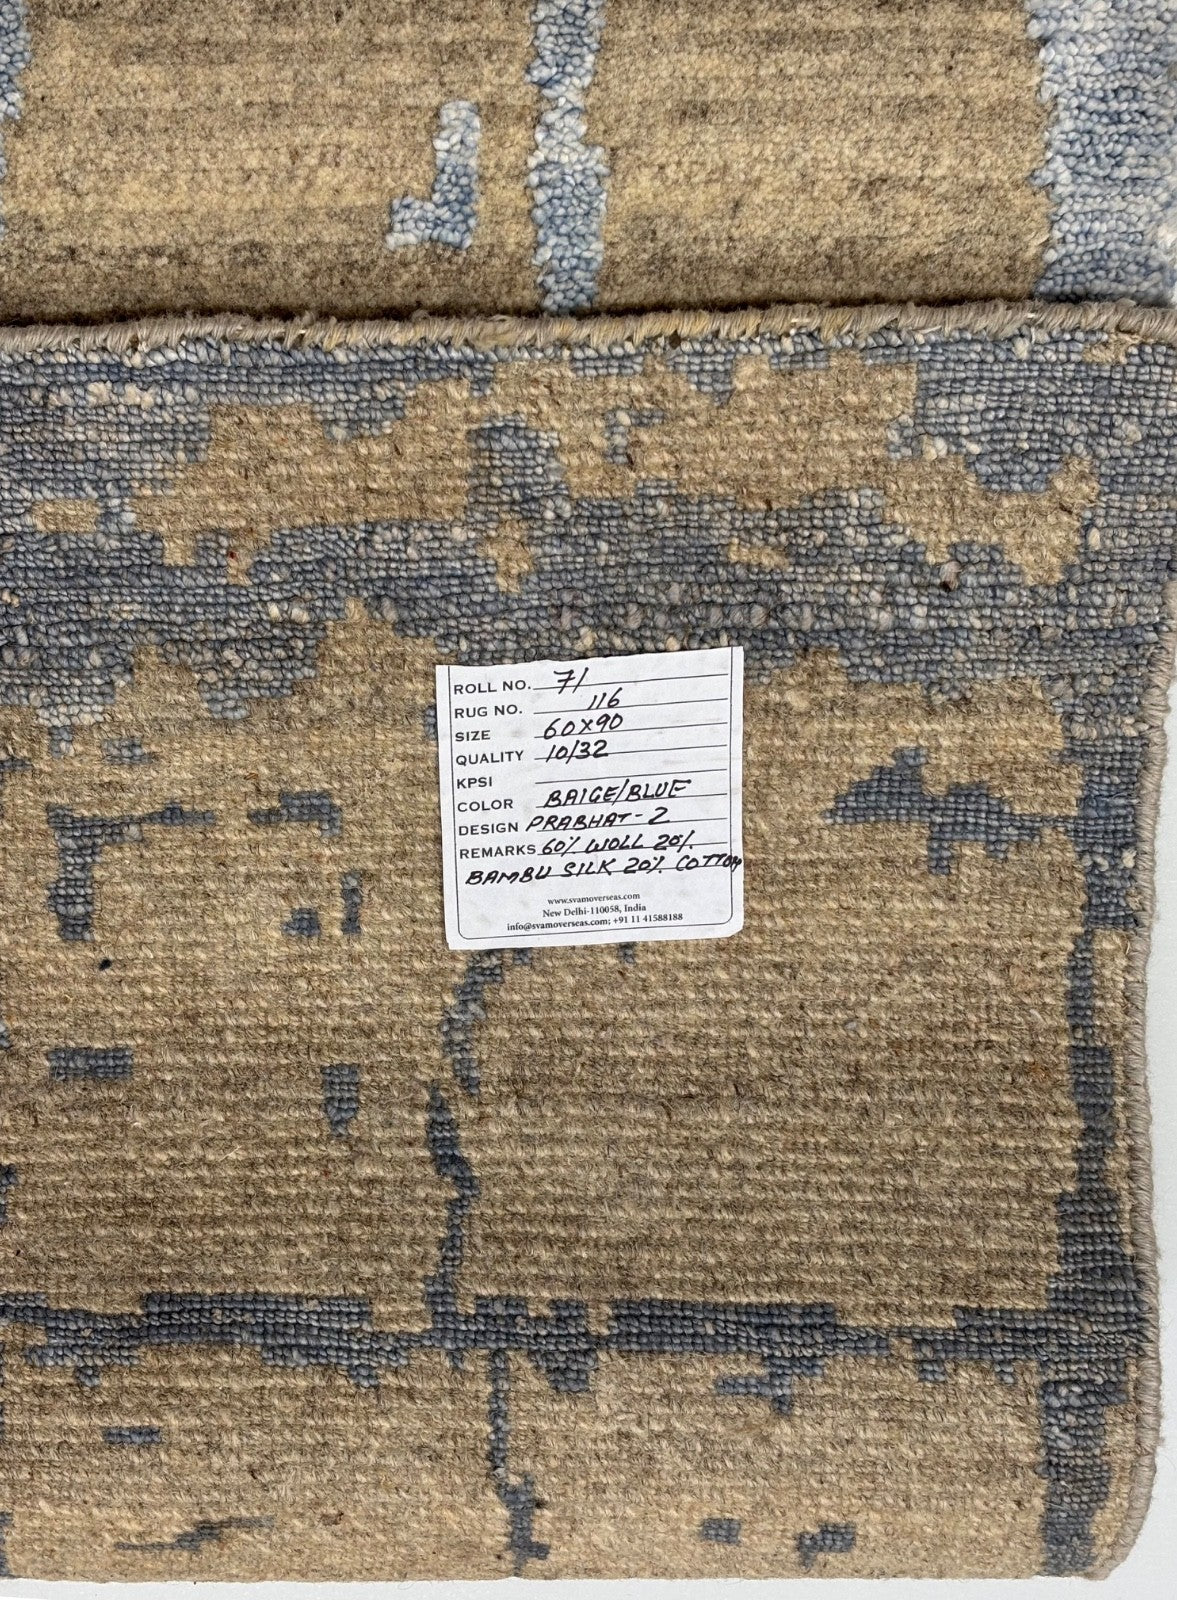 ROLL NO. 71
RUG NO. 116
SIZE 60x90
QUALITY 10/32
KPSI
COLOR BAIGE/BLUE
DESIGN PRABHAT-2
REMARKS 60% WOLL 20%
BAMBU SILK 20% COTTON
www.svamoverseas.com
New Delhi-110058, India
info@svamoverseas.com; +91 11 41588188